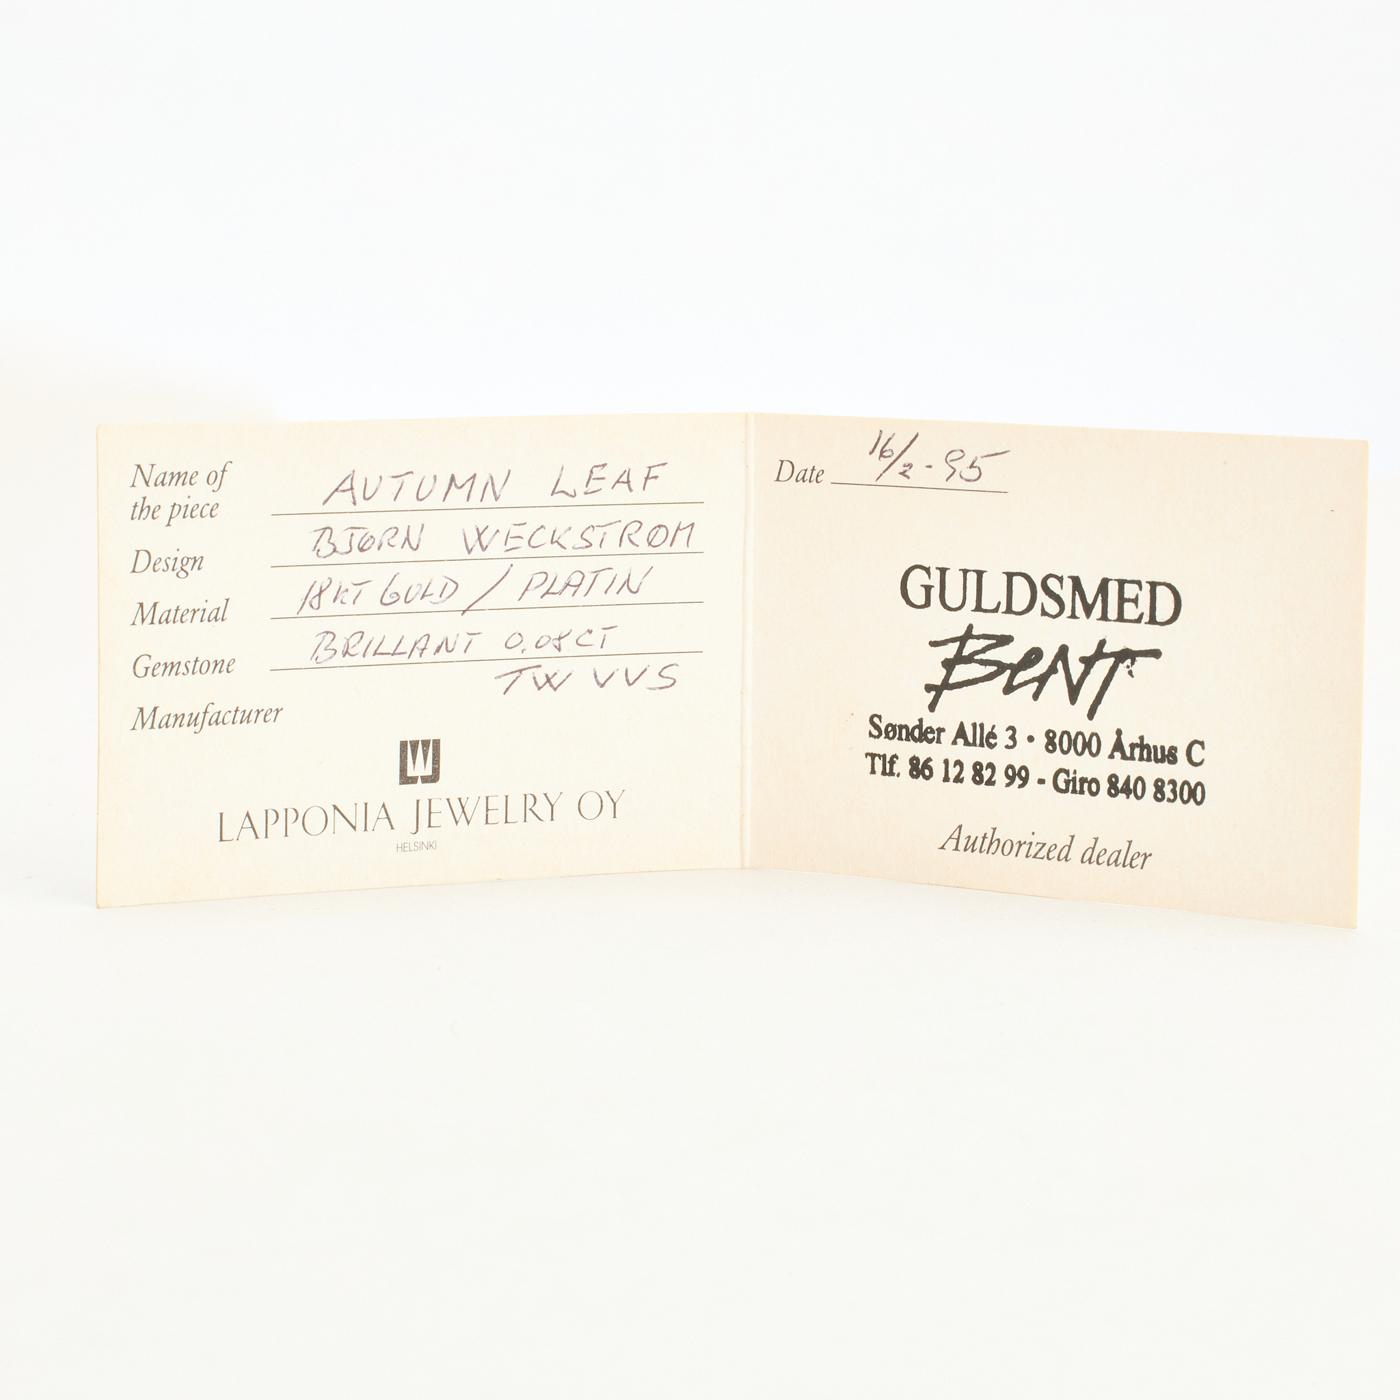 Name of
the piece AUTUMN LEAF
Design BJØRN WECKSTRØM
Material 18KT GULD / PLATIN
Gemstone BRILLANT 0.08CT
TW VVS
Manufacturer
LAPPONIA JEWELRY OY
HELSINKI
Date 16/2-95
GULDSMED
BENT
Sønder Allé 3 • 8000 Århus C
Tlf. 86 12 82 99 - Giro 840 8300
Authorized dealer